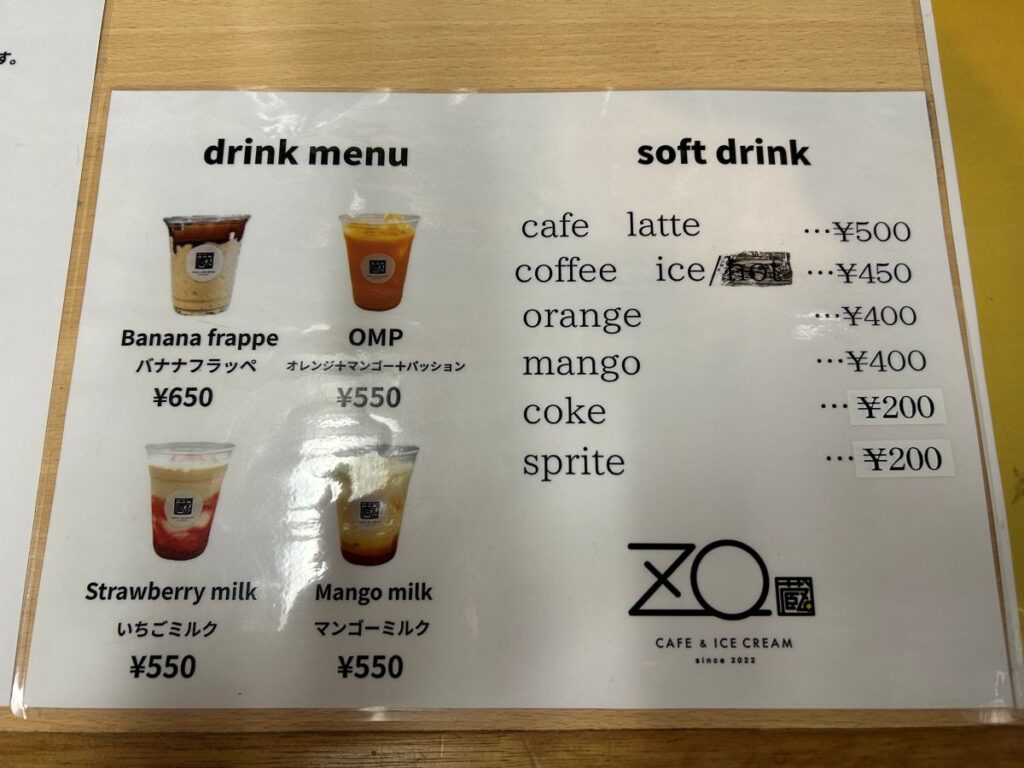 す。
drink menu
Banana frappe
バナナフラッペ
¥650
OMP
オレンジ+マンゴー+パッション
¥550
Strawberry milk
いちごミルク
¥550
Mango milk
マンゴーミルク
¥550
soft drink
cafe latte …¥500
coffee ice/hot …¥450
orange …¥400
mango …¥400
coke …¥200
sprite …¥200
ZO 蔵
CAFE & ICE CREAM
since 2022